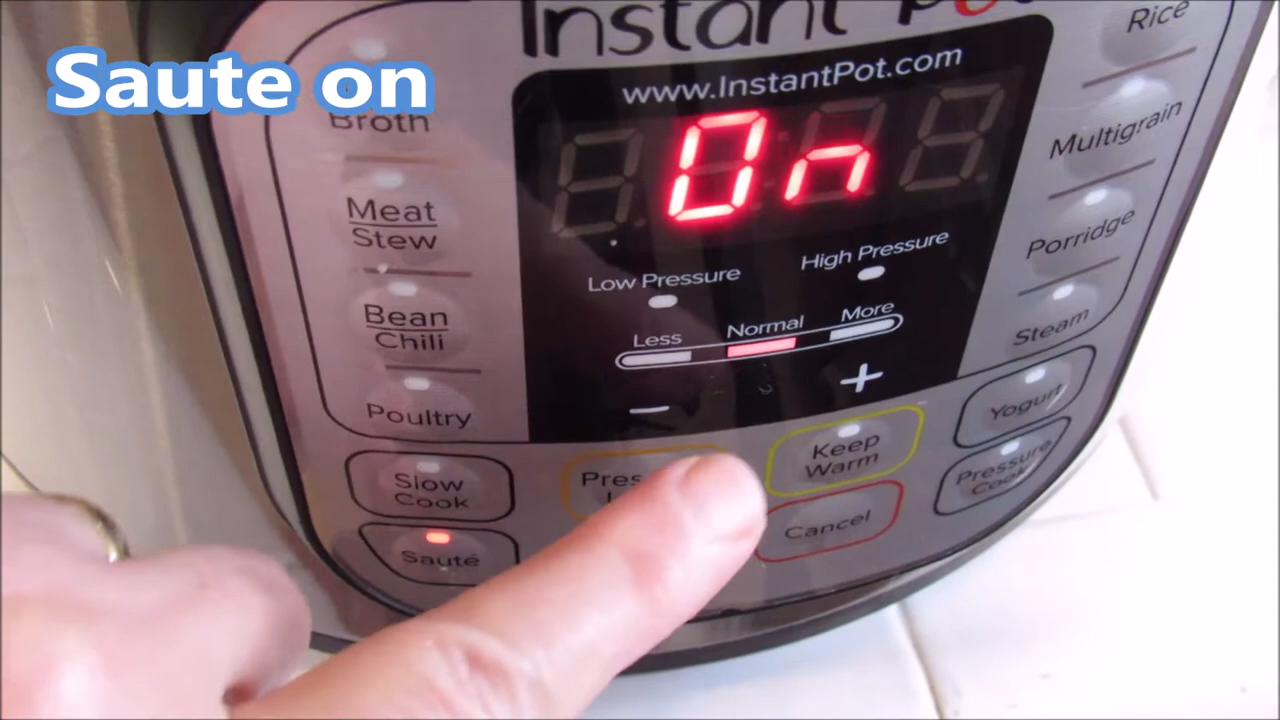 Saute on
Instant
www.InstantPot.com
On
Broth
Meat
Stew
Bean
Chili
Poultry
Slow
Cook
Sauté
Low Pressure
High Pressure
Less
Normal
More
− +
Keep
Warm
Cancel
Rice
Multigrain
Porridge
Steam
Yogurt
Pressure
Cook